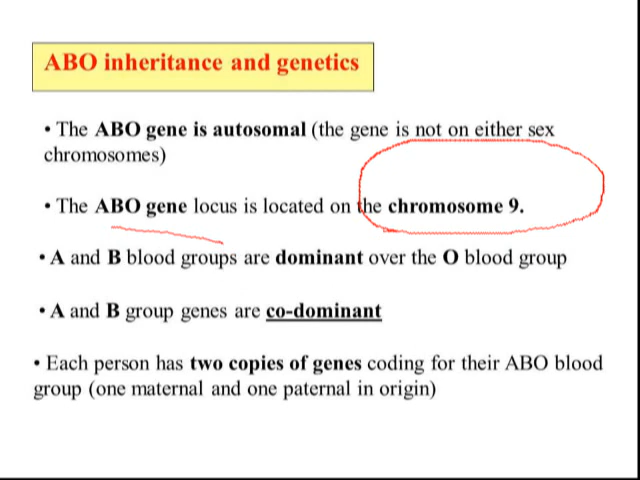 ABO inheritance and genetics
• The ABO gene is autosomal (the gene is not on either sex
chromosomes)
• The ABO gene locus is located on the chromosome 9.
• A and B blood groups are dominant over the O blood group
• A and B group genes are co-dominant
• Each person has two copies of genes coding for their ABO blood
group (one maternal and one paternal in origin)